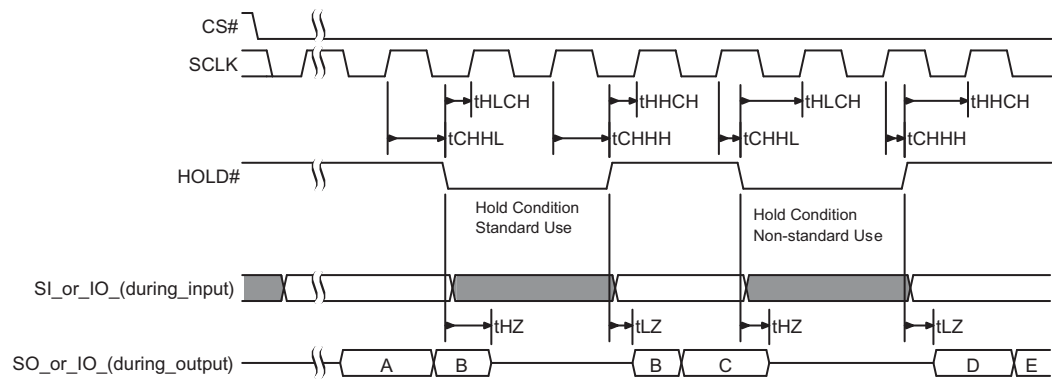 CS#
SCLK
tHLCH tHHCH tHLCH tHHCH
tCHHL tCHHH tCHHL tCHHH
HOLD#
Hold Condition
Standard Use
Hold Condition
Non-standard Use
SI_or_IO_(during_input)
tHZ tLZ tHZ tLZ
SO_or_IO_(during_output) A B B C D E